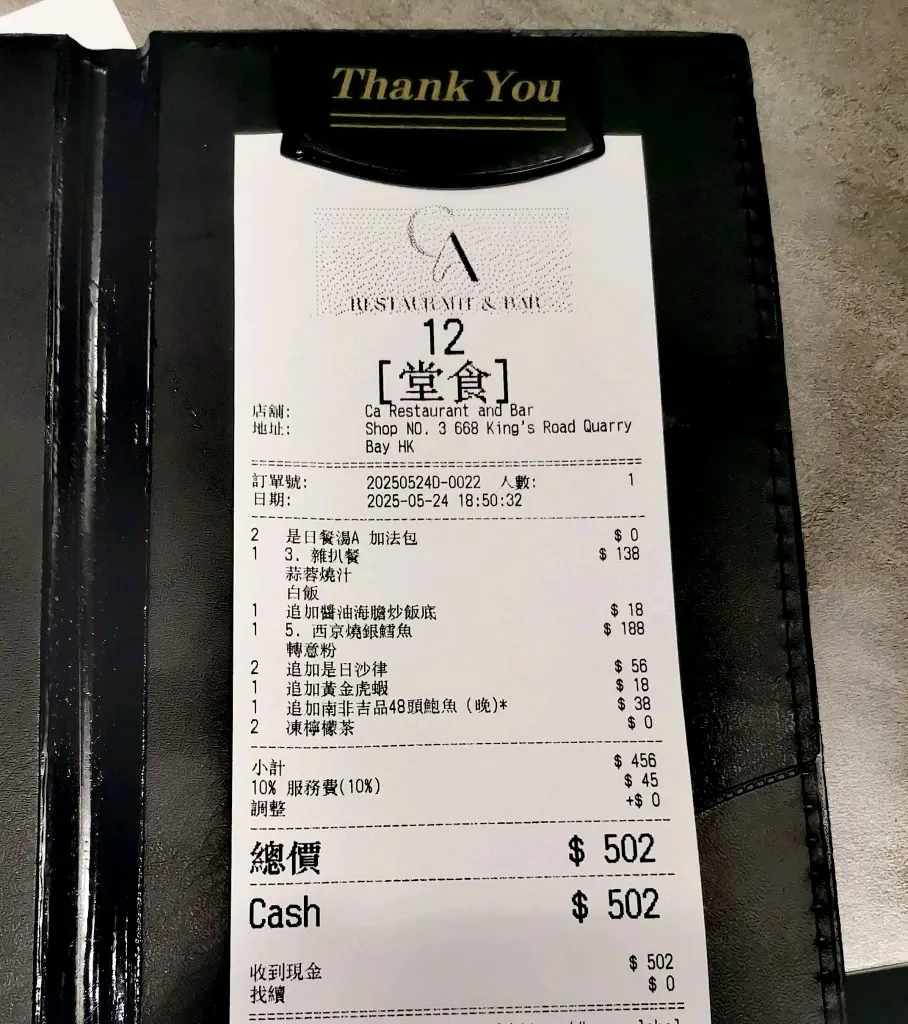 Thank You
CA
RESTAURANT & BAR
12
[堂食]
店舖: Ca Restaurant and Bar
地址: Shop NO. 3 668 King's Road Quarry
Bay HK
訂單號: 20250524D-0022 人數: 1
日期: 2025-05-24 18:50:32
2 是日餐湯A 加法包 $ 0
1 3. 雜扒餐 $ 138
蒜蓉燒汁
白飯
1 追加醬油海膽炒飯底 $ 18
1 5. 西京燒銀鱈魚 $ 188
轉意粉
2 追加是日沙律 $ 56
1 追加黃金虎蝦 $ 18
1 追加南非吉品48頭鮑魚(晚)* $ 38
2 凍檸檬茶 $ 0
小計 $ 456
10% 服務費(10%) $ 45
調整 +$ 0
總價 $ 502
Cash $ 502
收到現金 $ 502
找續 $ 0